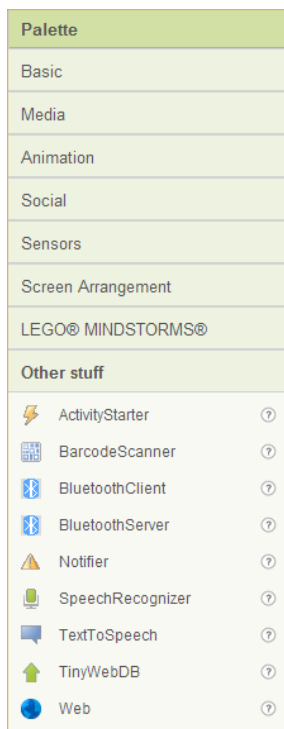 Palette
Basic
Media
Animation
Social
Sensors
Screen Arrangement
LEGO® MINDSTORMS®
Other stuff
ActivityStarter ?
BarcodeScanner ?
BluetoothClient ?
BluetoothServer ?
Notifier ?
SpeechRecognizer ?
TextToSpeech ?
TinyWebDB ?
Web ?